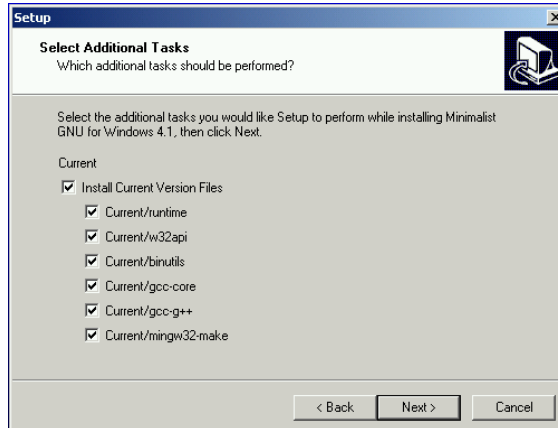 Setup
Select Additional Tasks
Which additional tasks should be performed?
Select the additional tasks you would like Setup to perform while installing Minimalist
GNU for Windows 4.1, then click Next.
Current
Install Current Version Files
Current/runtime
Current/w32api
Current/binutils
Current/gcc-core
Current/gcc-g++
Current/mingw32-make
< Back
Next >
Cancel